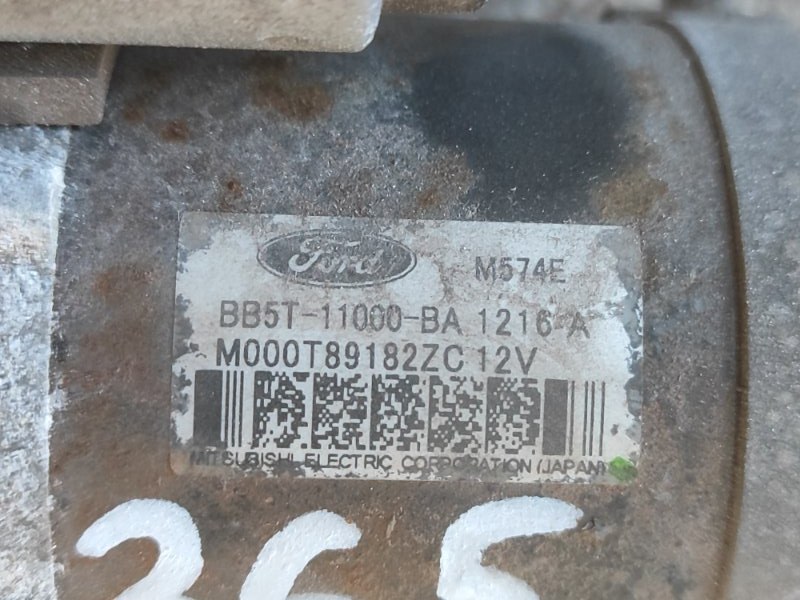 Ford M574E
BB5T-11000-BA 1216 A
M000T89182ZC 12V
MITSUBISHI ELECTRIC CORPORATION (JAPAN)
265